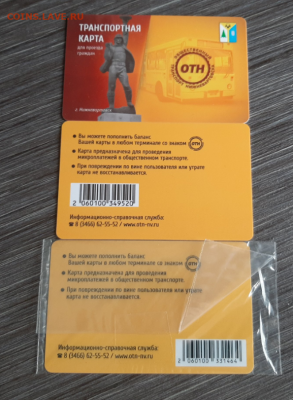 ТРАНСПОРТНАЯ
КАРТА
для проезда
граждан
ОБЩЕСТВЕННЫЙ
ОТН
г. Нижневартовск
Вы можете пополнить баланс
Вашей карты в любом терминале со знаком ОТН
Карта предназначена для проведения
микроплатежей в общественном транспорте.
При повреждении по вине пользователя или утрате
карта не восстанавливается.
2 060100 349520
Информационно-справочная служба:
8 (3466) 62-55-52 / www.otn-nv.ru
Вы можете пополнить баланс
Вашей карты в любом терминале со знаком ОТН
Карта предназначена для проведения
микроплатежей в общественном транспорте.
При повреждении по вине пользователя или утрате
карта не восстанавливается.
Информационно-справочная служба:
8 (3466) 62-55-52 / www.otn-nv.ru
2 060100 331464